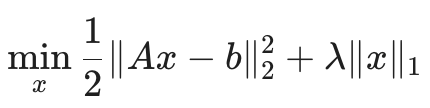 min_x 1/2 ‖Ax − b‖₂² + λ‖x‖₁